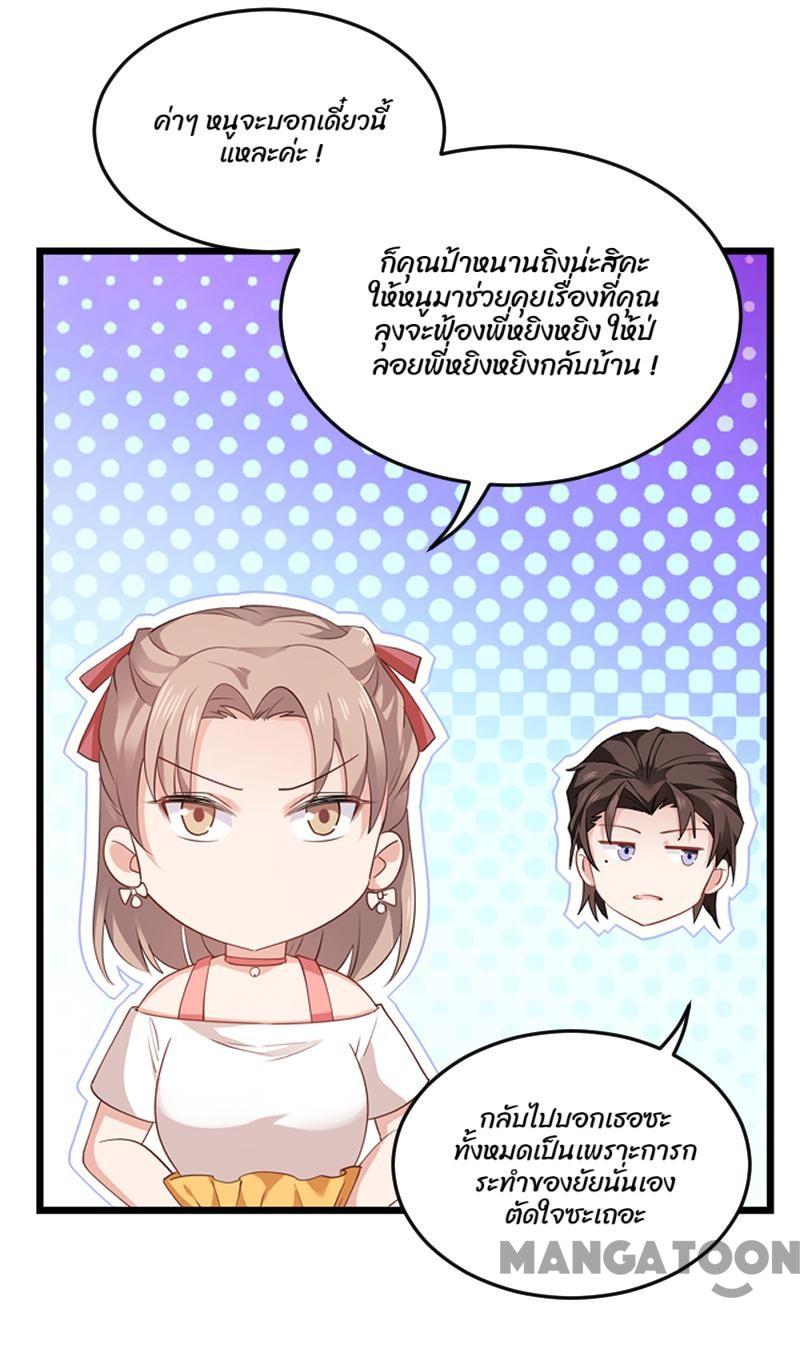 ค่าๆ หนูจะบอกเดี๋ยวนี้
แหละค่ะ !
ก็คุณป้าหนานถิงน่ะสิคะ
ให้หนูมาช่วยคุยเรื่องที่คุณ
ลุงจะฟ้องพี่หยิงหยิง ให้ป
ลอยพี่หยิงหยิงกลับบ้าน !
กลับไปบอกเธอซะ
ทั้งหมดเป็นเพราะการก
ระทำของยัยนั่นเอง
ตัดใจซะเถอะ
MANGATOON